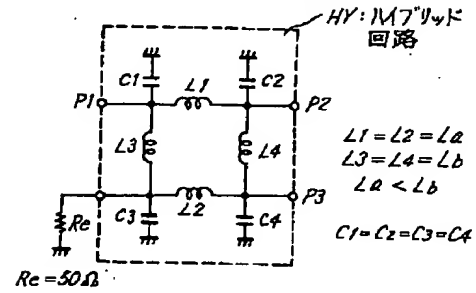 HY:ハイブリッド
回路
C1
C2
P1
L1
P2
L3
L4
L1=L2=La
L3=L4=Lb
La<Lb
L2
P3
Re
C3
C4
C1=C2=C3=C4
Re=50Ω